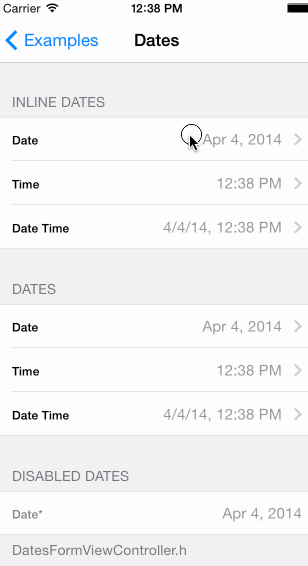 Carrier 12:38 PM
Examples Dates
INLINE DATES
Date Apr 4, 2014
Time 12:38 PM
Date Time 4/4/14, 12:38 PM
DATES
Date Apr 4, 2014
Time 12:38 PM
Date Time 4/4/14, 12:38 PM
DISABLED DATES
Date* Apr 4, 2014
DatesFormViewController.h